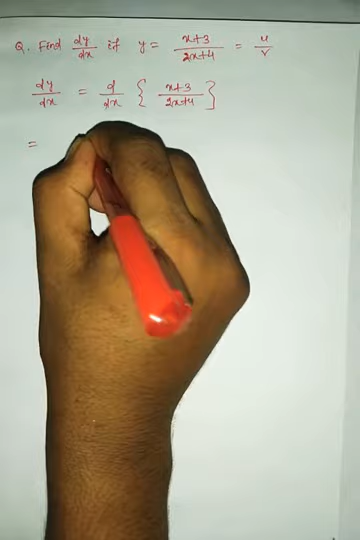 Q. Find dy/dx if y = x+3/2x+4 = u/v
dy/dx = d/dx { x+3/2x+4 }
=